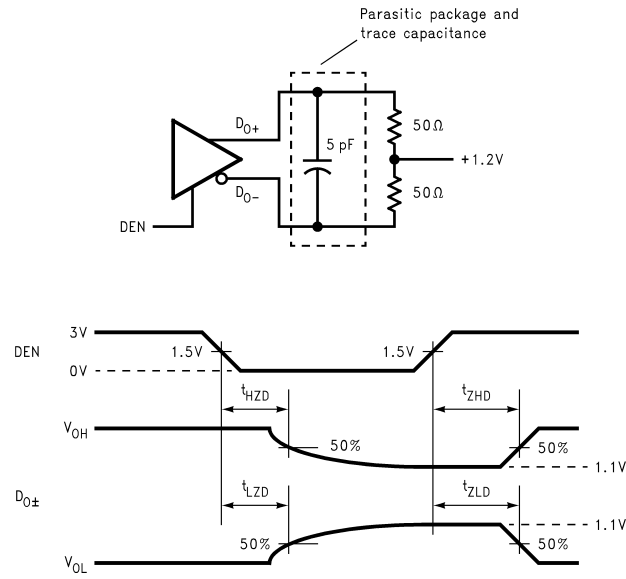 Parasitic package and
trace capacitance
DO+
5 pF
50Ω
+1.2V
DO−
50Ω
DEN
3V
DEN
1.5V
1.5V
0V
tHZD
tZHD
VOH
50%
50%
1.1V
DO±
tLZD
tZLD
1.1V
50%
50%
VOL